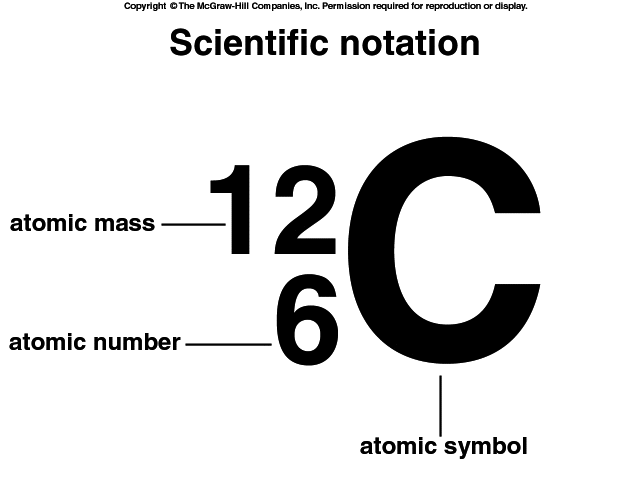 Copyright © The McGraw-Hill Companies, Inc. Permission required for reproduction or display.
Scientific notation
atomic mass
12
C
atomic number
6
atomic symbol